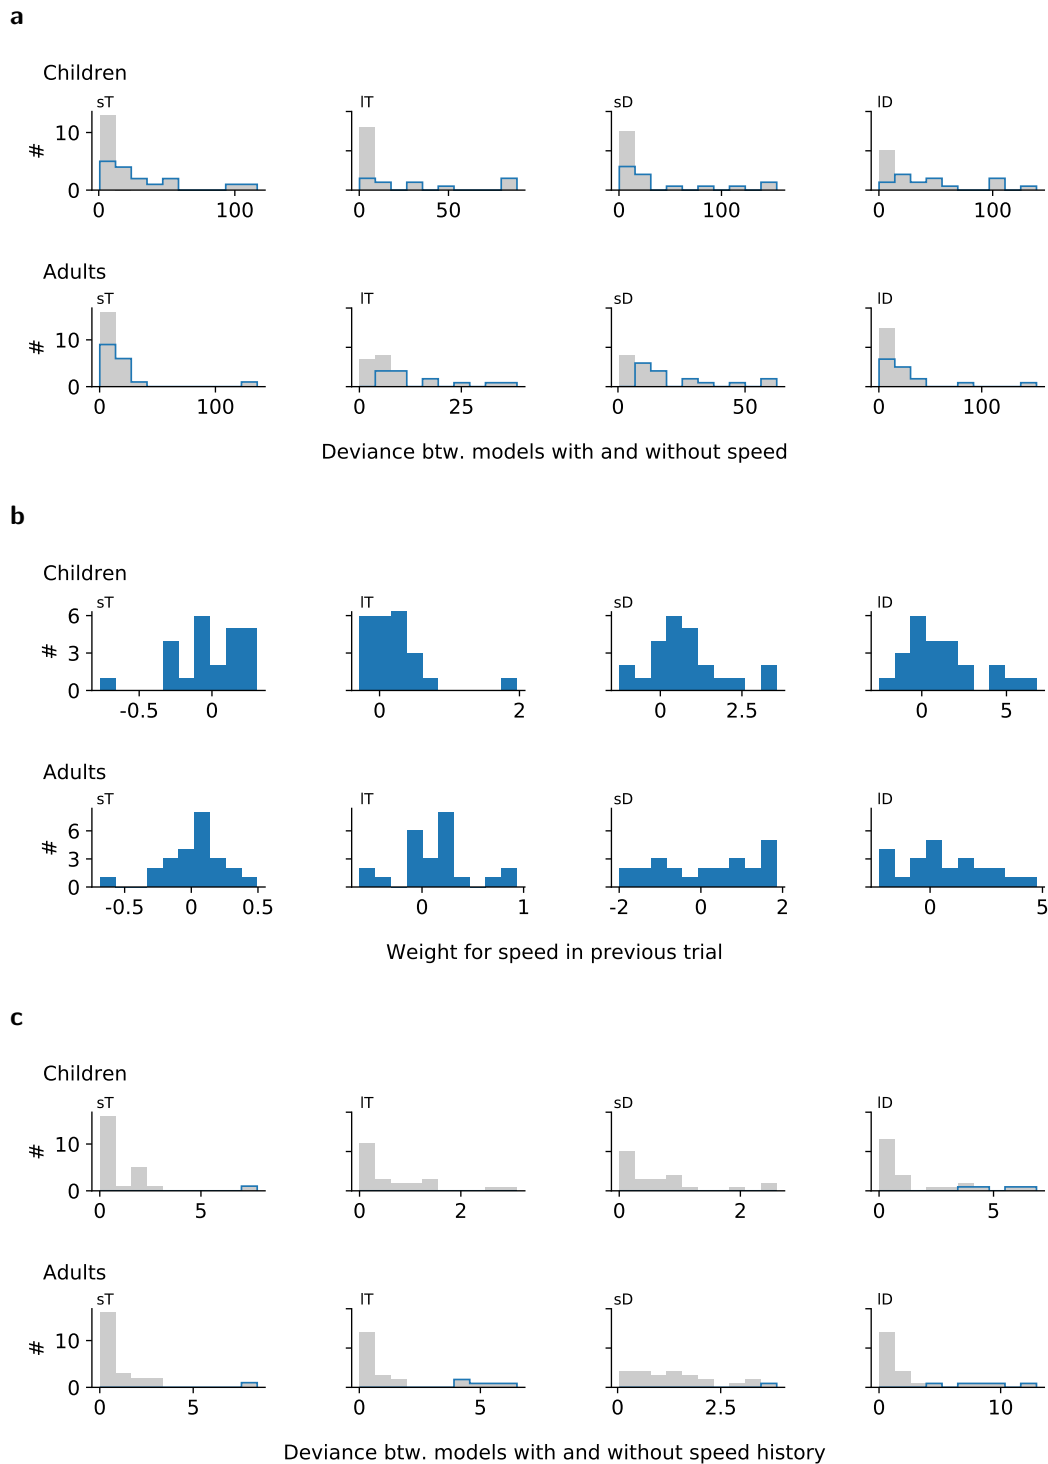 a
Children
sT lT sD lD
# 10 0
0 100 0 50 0 100 0 100
Adults
sT lT sD lD
# 10 0
0 100 0 25 0 50 0 100
Deviance btw. models with and without speed
b
Children
sT lT sD lD
# 6 3 0
-0.5 0 0 2 0 2.5 0 5
Adults
sT lT sD lD
# 6 3 0
-0.5 0 0.5 0 1 -2 0 2 0 5
Weight for speed in previous trial
c
Children
sT lT sD lD
# 10 0
0 5 0 2 0 2 0 5
Adults
sT lT sD lD
# 10 0
0 5 0 5 0 2.5 0 10
Deviance btw. models with and without speed history